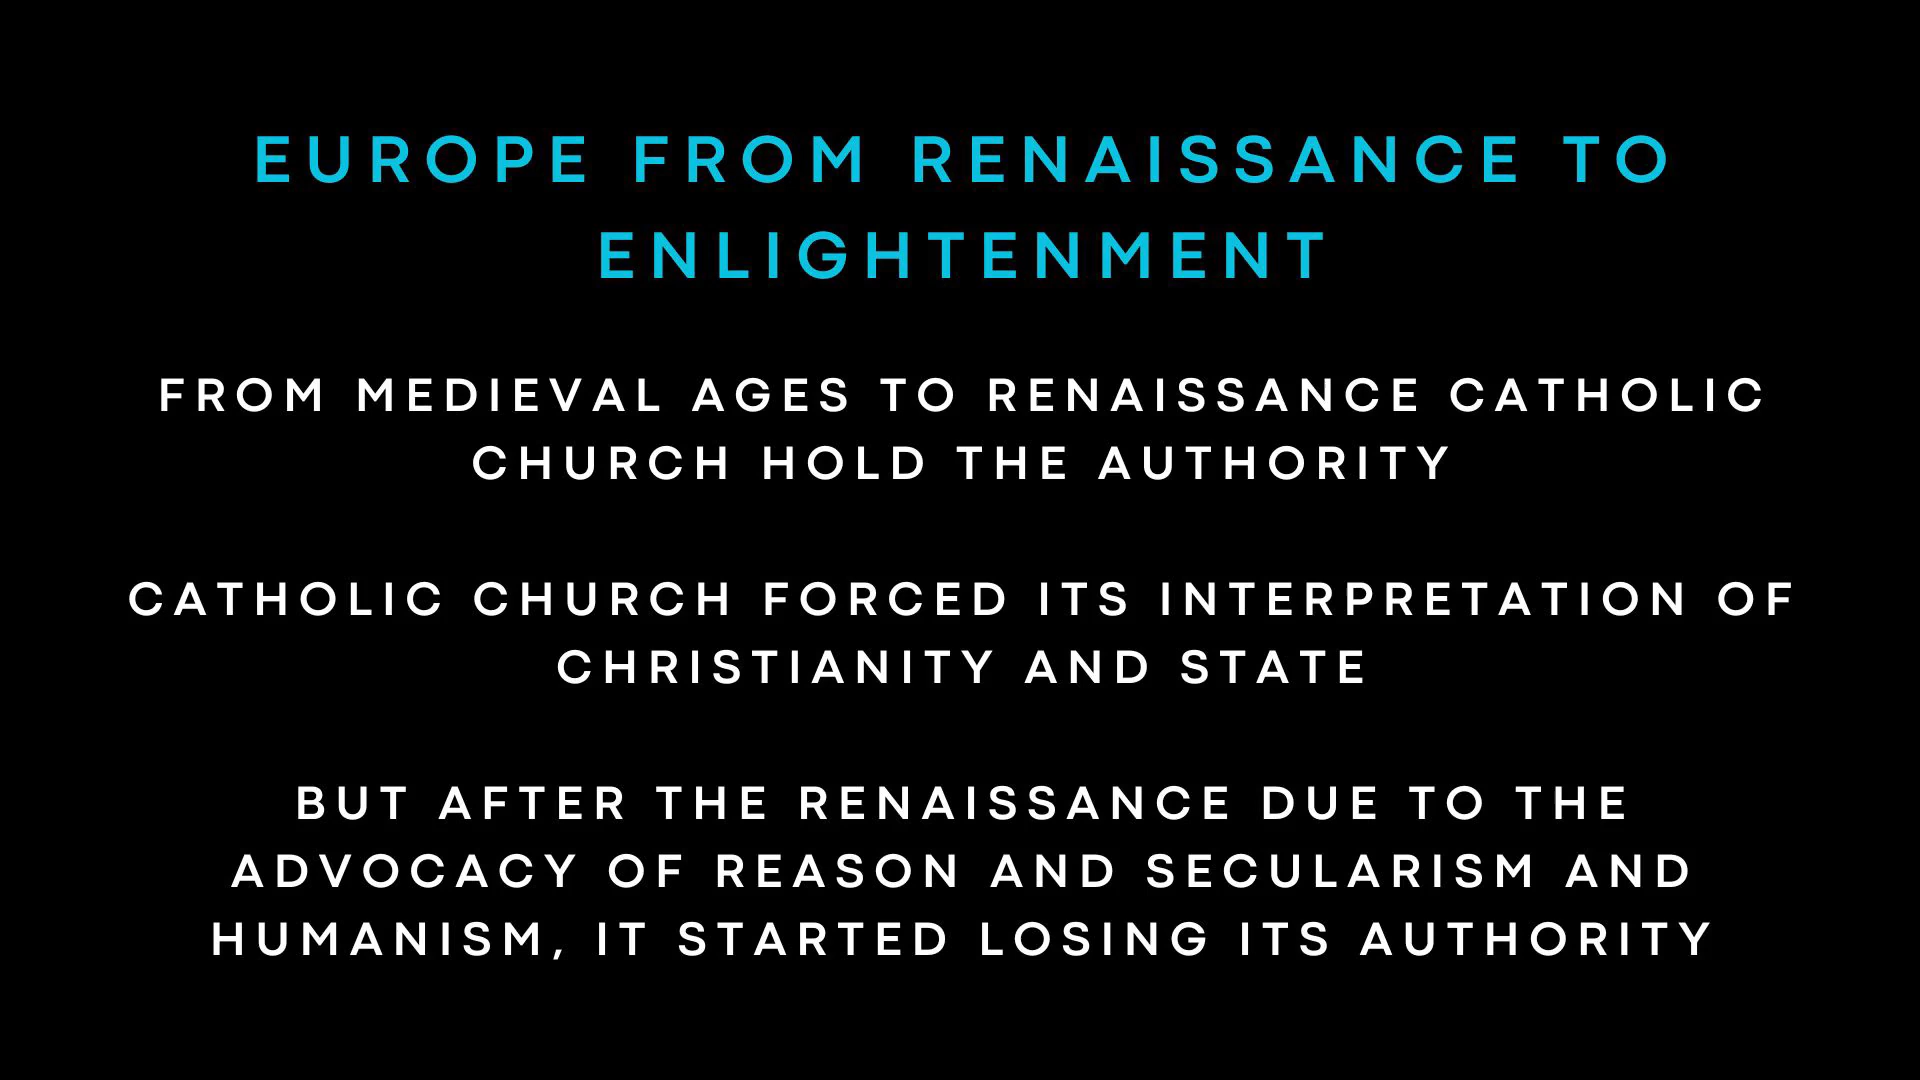 EUROPE FROM RENAISSANCE TO
ENLIGHTENMENT
FROM MEDIEVAL AGES TO RENAISSANCE CATHOLIC
CHURCH HOLD THE AUTHORITY
CATHOLIC CHURCH FORCED ITS INTERPRETATION OF
CHRISTIANITY AND STATE
BUT AFTER THE RENAISSANCE DUE TO THE
ADVOCACY OF REASON AND SECULARISM AND
HUMANISM, IT STARTED LOSING ITS AUTHORITY